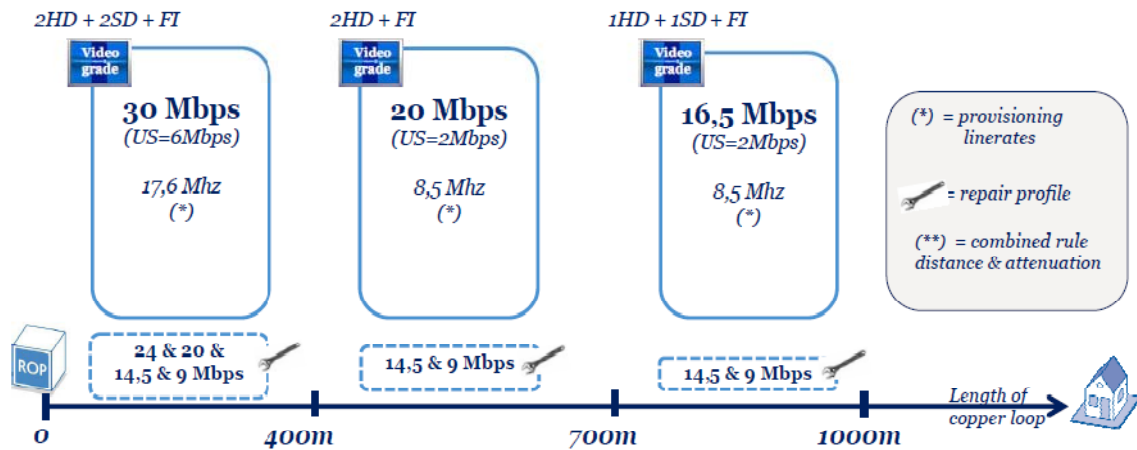 2HD + 2SD + FI
2HD + FI
1HD + 1SD + FI
Video
grade
30 Mbps
(US=6Mbps)
17,6 Mhz
(*)
Video
grade
20 Mbps
(US=2Mbps)
8,5 Mhz
(*)
Video
grade
16,5 Mbps
(US=2Mbps)
8,5 Mhz
(*)
(*) = provisioning
linerates
= repair profile
(**) = combined rule
distance & attenuation
ROP
24 & 20 &
14,5 & 9 Mbps
14,5 & 9 Mbps
14,5 & 9 Mbps
Length of
copper loop
0
400m
700m
1000m